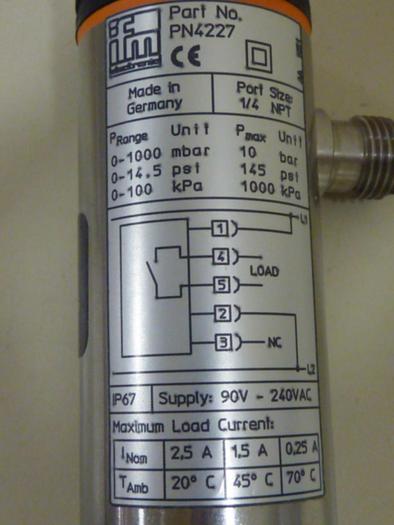 ifm
electronic
Part No.
PN4227
CE
Made in
Germany
Port Size:
1/4 NPT
PRange Unit Pmax Unit
0-1000 mbar 10 bar
0-14.5 psi 145 psi
0-100 kPa 1000 kPa
L1
1
4
LOAD
5
2
3 NC
L2
IP67 Supply: 90V - 240VAC
Maximum Load Current:
INom 2,5 A 1,5 A 0,25 A
TAmb 20° C 45° C 70° C